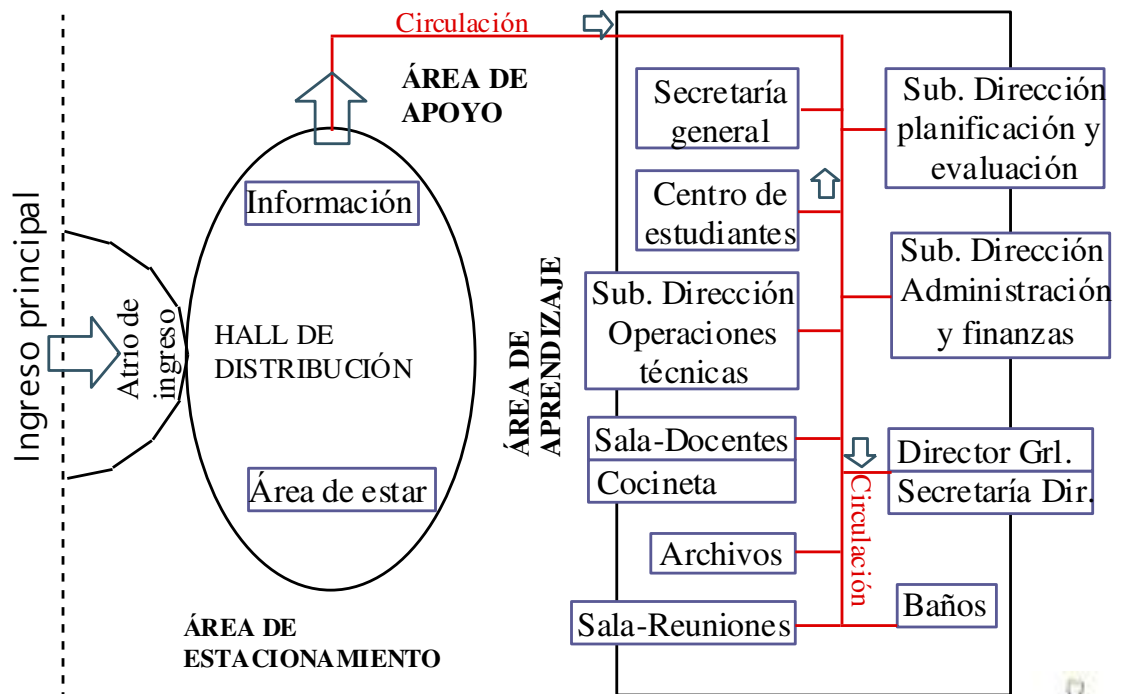 Ingreso principal
Atrio de
ingreso
Circulación
ÁREA DE
APOYO
Información
HALL DE
DISTRIBUCIÓN
Área de estar
ÁREA DE
ESTACIONAMIENTO
ÁREA DE
APRENDIZAJE
Secretaría
general
Centro de
estudiantes
Sub. Dirección
Operaciones
técnicas
Sala-Docentes
Cocineta
Archivos
Sala-Reuniones
Sub. Dirección
planificación y
evaluación
Sub. Dirección
Administración
y finanzas
Director Grl.
Secretaría Dir.
Circulación
Baños